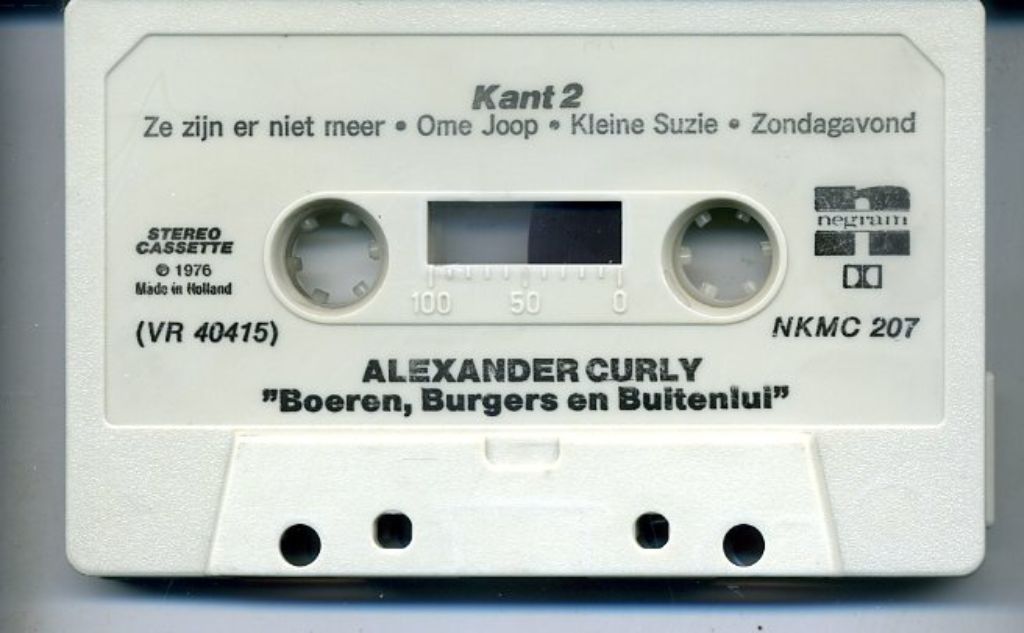 Kant 2
Ze zijn er niet meer • Ome Joop • Kleine Suzie • Zondagavond
STEREO
CASSETTE
℗ 1976
Made in Holland
(VR 40415)
100 50 0
n
negram
NKMC 207
ALEXANDER CURLY
"Boeren, Burgers en Buitenlui"